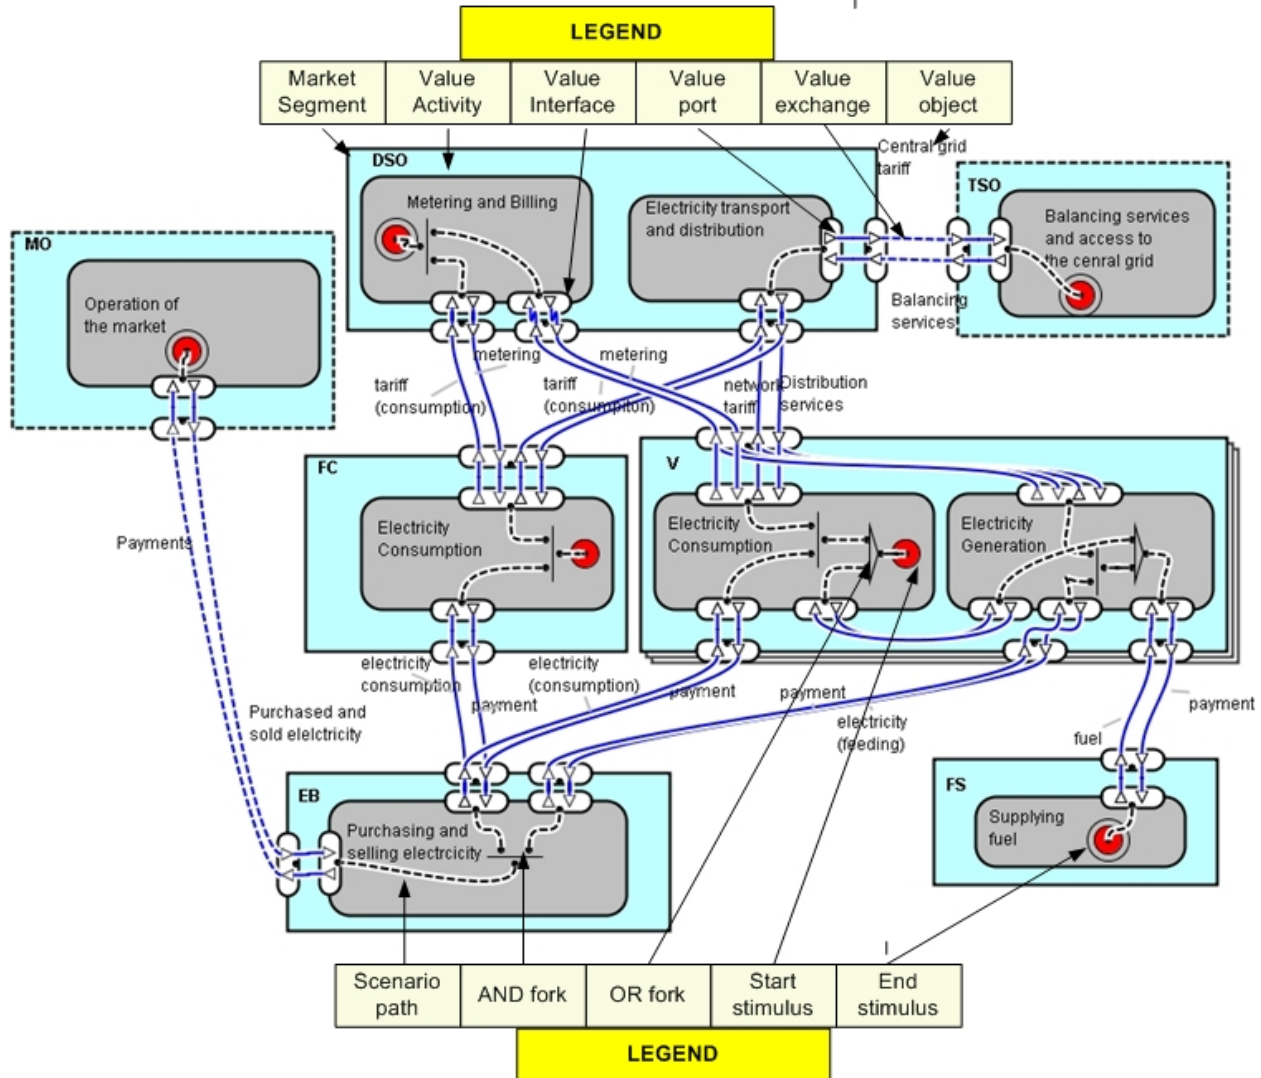 LEGEND
Market
Segment
Value
Activity
Value
Interface
Value
port
Value
exchange
Value
object
DSO
Metering and Billing
Electricity transport
and distribution
Central grid
tariff
TSO
Balancing services
and access to
the cenral grid
Balancing
services
MO
Operation of
the market
metering
metering
tariff
(consumption)
tariff
(consumpiton)
network
tariff
Distribution
services
FC
Electricity
Consumption
V
Electricity
Consumption
Electricity
Generation
Payments
electricity
consumption
payment
electricity
(consumption)
payment
payment
electricity
(feeding)
payment
fuel
Purchased and
sold elelctricity
EB
Purchasing and
selling electrcicity
FS
Supplying
fuel
Scenario
path
AND fork
OR fork
Start
stimulus
End
stimulus
LEGEND